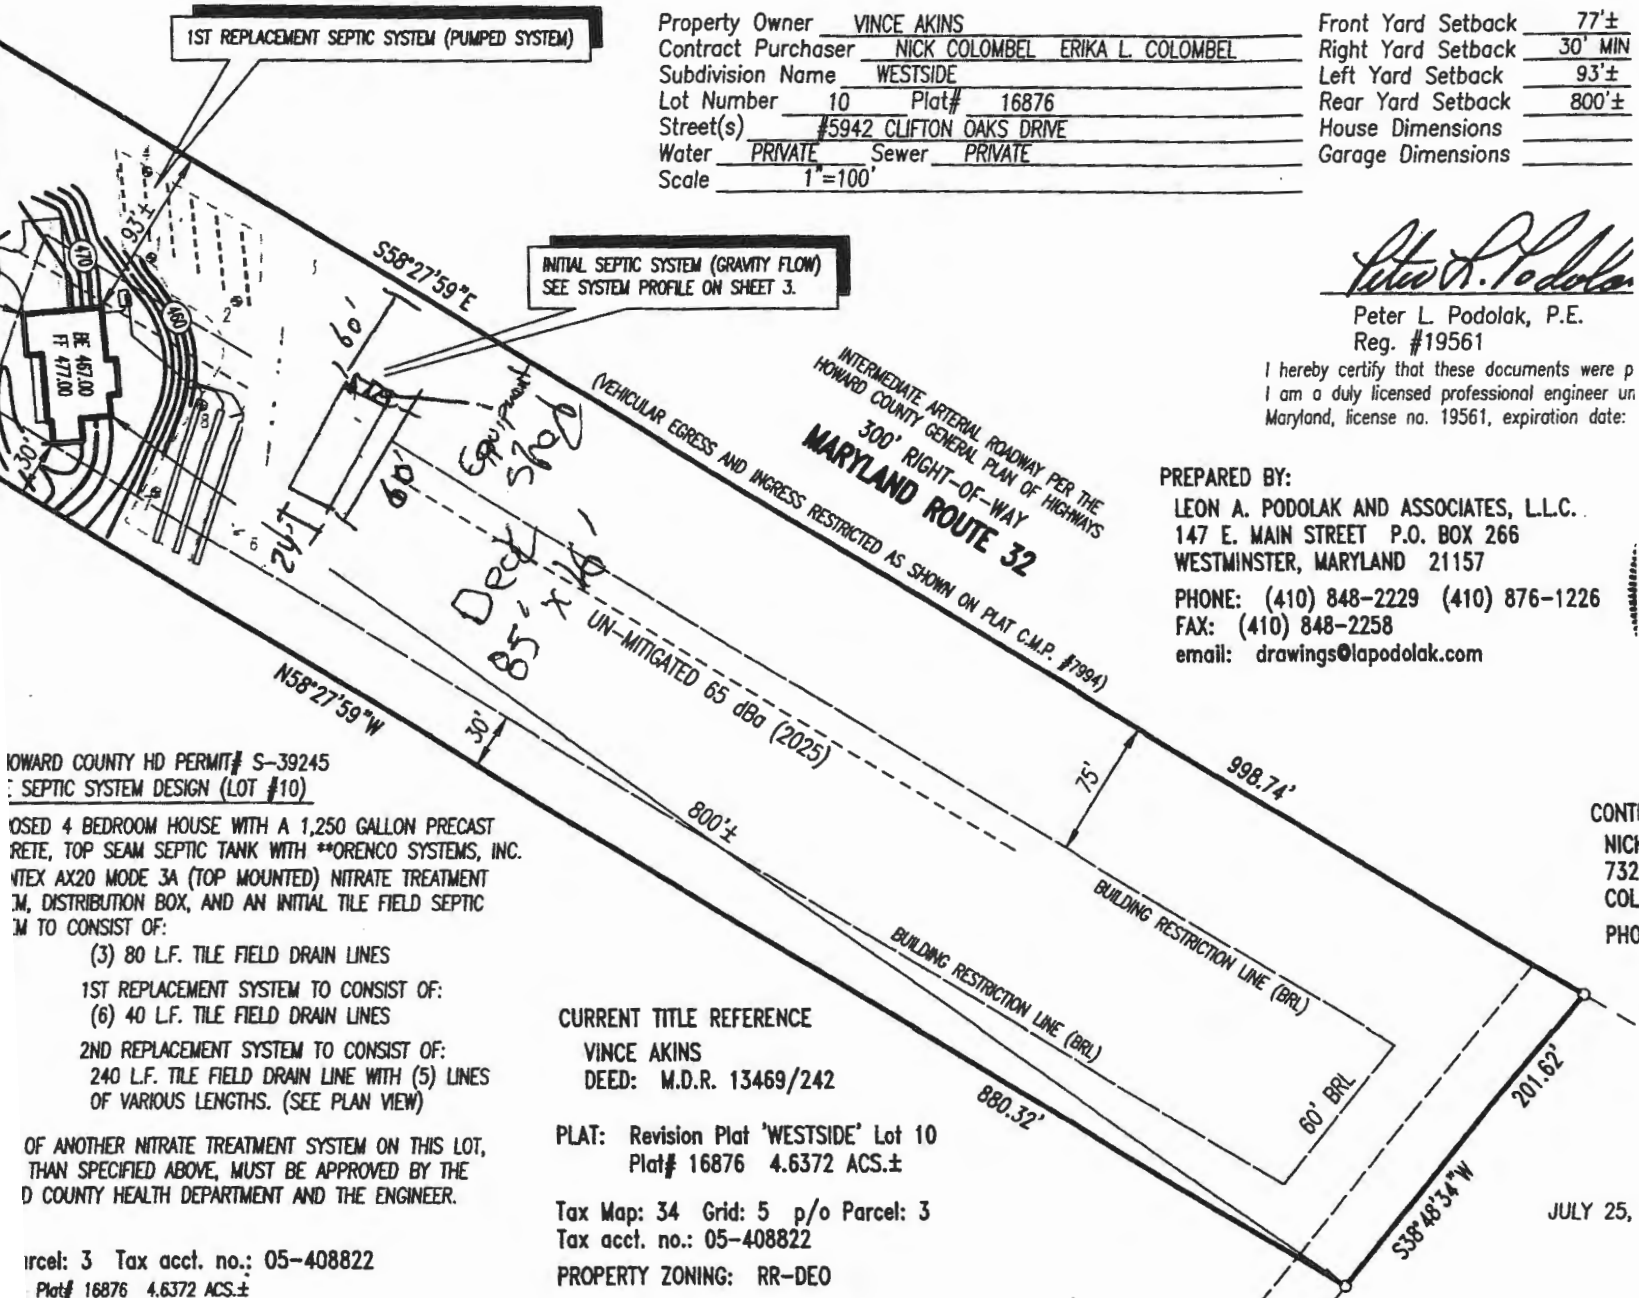 1ST REPLACEMENT SEPTIC SYSTEM (PUMPED SYSTEM)
Property Owner VINCE AKINS
Contract Purchaser NICK COLOMBEL ERIKA L. COLOMBEL
Subdivision Name WESTSIDE
Lot Number 10 Plat# 16876
Street(s) #5942 CLIFTON OAKS DRIVE
Water PRIVATE Sewer PRIVATE
Scale 1"=100'
Front Yard Setback 77'±
Right Yard Setback 30' MIN
Left Yard Setback 93'±
Rear Yard Setback 800'±
House Dimensions
Garage Dimensions
Peter L. Podolak, P.E.
Reg. #19561
I hereby certify that these documents were p
I am a duly licensed professional engineer un
Maryland, license no. 19561, expiration date:
PREPARED BY:
LEON A. PODOLAK AND ASSOCIATES, L.L.C.
147 E. MAIN STREET P.O. BOX 266
WESTMINSTER, MARYLAND 21157
PHONE: (410) 848-2229 (410) 876-1226
FAX: (410) 848-2258
email: drawings@lapodolak.com
INITIAL SEPTIC SYSTEM (GRAVITY FLOW)
SEE SYSTEM PROFILE ON SHEET 3.
S58°27'59"E
93'±
470
460
BE 467.00
FF 477.00
30'
2
5
8
6
60'
60
24'
Equipment
Shed
Deck
85' x 16'
(VEHICULAR EGRESS AND INGRESS RESTRICTED AS SHOWN ON PLAT C.M.P. #7994)
INTERMEDIATE ARTERIAL ROADWAY PER THE
HOWARD COUNTY GENERAL PLAN OF HIGHWAYS
300' RIGHT-OF-WAY
MARYLAND ROUTE 32
UN-MITIGATED 65 dBa (2025)
N58°27'59"W
30'
800'±
75'
998.74'
BUILDING RESTRICTION LINE (BRL)
BUILDING RESTRICTION LINE (BRL)
880.32'
60' BRL
201.62'
S38°48'34"W
JULY 25,
CONT
NICK
732
COL
PHO
OWARD COUNTY HD PERMIT# S-39245
SEPTIC SYSTEM DESIGN (LOT #10)
OSED 4 BEDROOM HOUSE WITH A 1,250 GALLON PRECAST
RETE, TOP SEAM SEPTIC TANK WITH **ORENCO SYSTEMS, INC.
NTEX AX20 MODE 3A (TOP MOUNTED) NITRATE TREATMENT
EM, DISTRIBUTION BOX, AND AN INITIAL TILE FIELD SEPTIC
M TO CONSIST OF:
(3) 80 L.F. TILE FIELD DRAIN LINES
1ST REPLACEMENT SYSTEM TO CONSIST OF:
(6) 40 L.F. TILE FIELD DRAIN LINES
2ND REPLACEMENT SYSTEM TO CONSIST OF:
240 L.F. TILE FIELD DRAIN LINE WITH (5) LINES
OF VARIOUS LENGTHS. (SEE PLAN VIEW)
OF ANOTHER NITRATE TREATMENT SYSTEM ON THIS LOT,
THAN SPECIFIED ABOVE, MUST BE APPROVED BY THE
D COUNTY HEALTH DEPARTMENT AND THE ENGINEER.
arcel: 3 Tax acct. no.: 05-408822
Plat# 16876 4.6372 ACS.±
CURRENT TITLE REFERENCE
VINCE AKINS
DEED: M.D.R. 13469/242
PLAT: Revision Plat 'WESTSIDE' Lot 10
Plat# 16876 4.6372 ACS.±
Tax Map: 34 Grid: 5 p/o Parcel: 3
Tax acct. no.: 05-408822
PROPERTY ZONING: RR-DEO